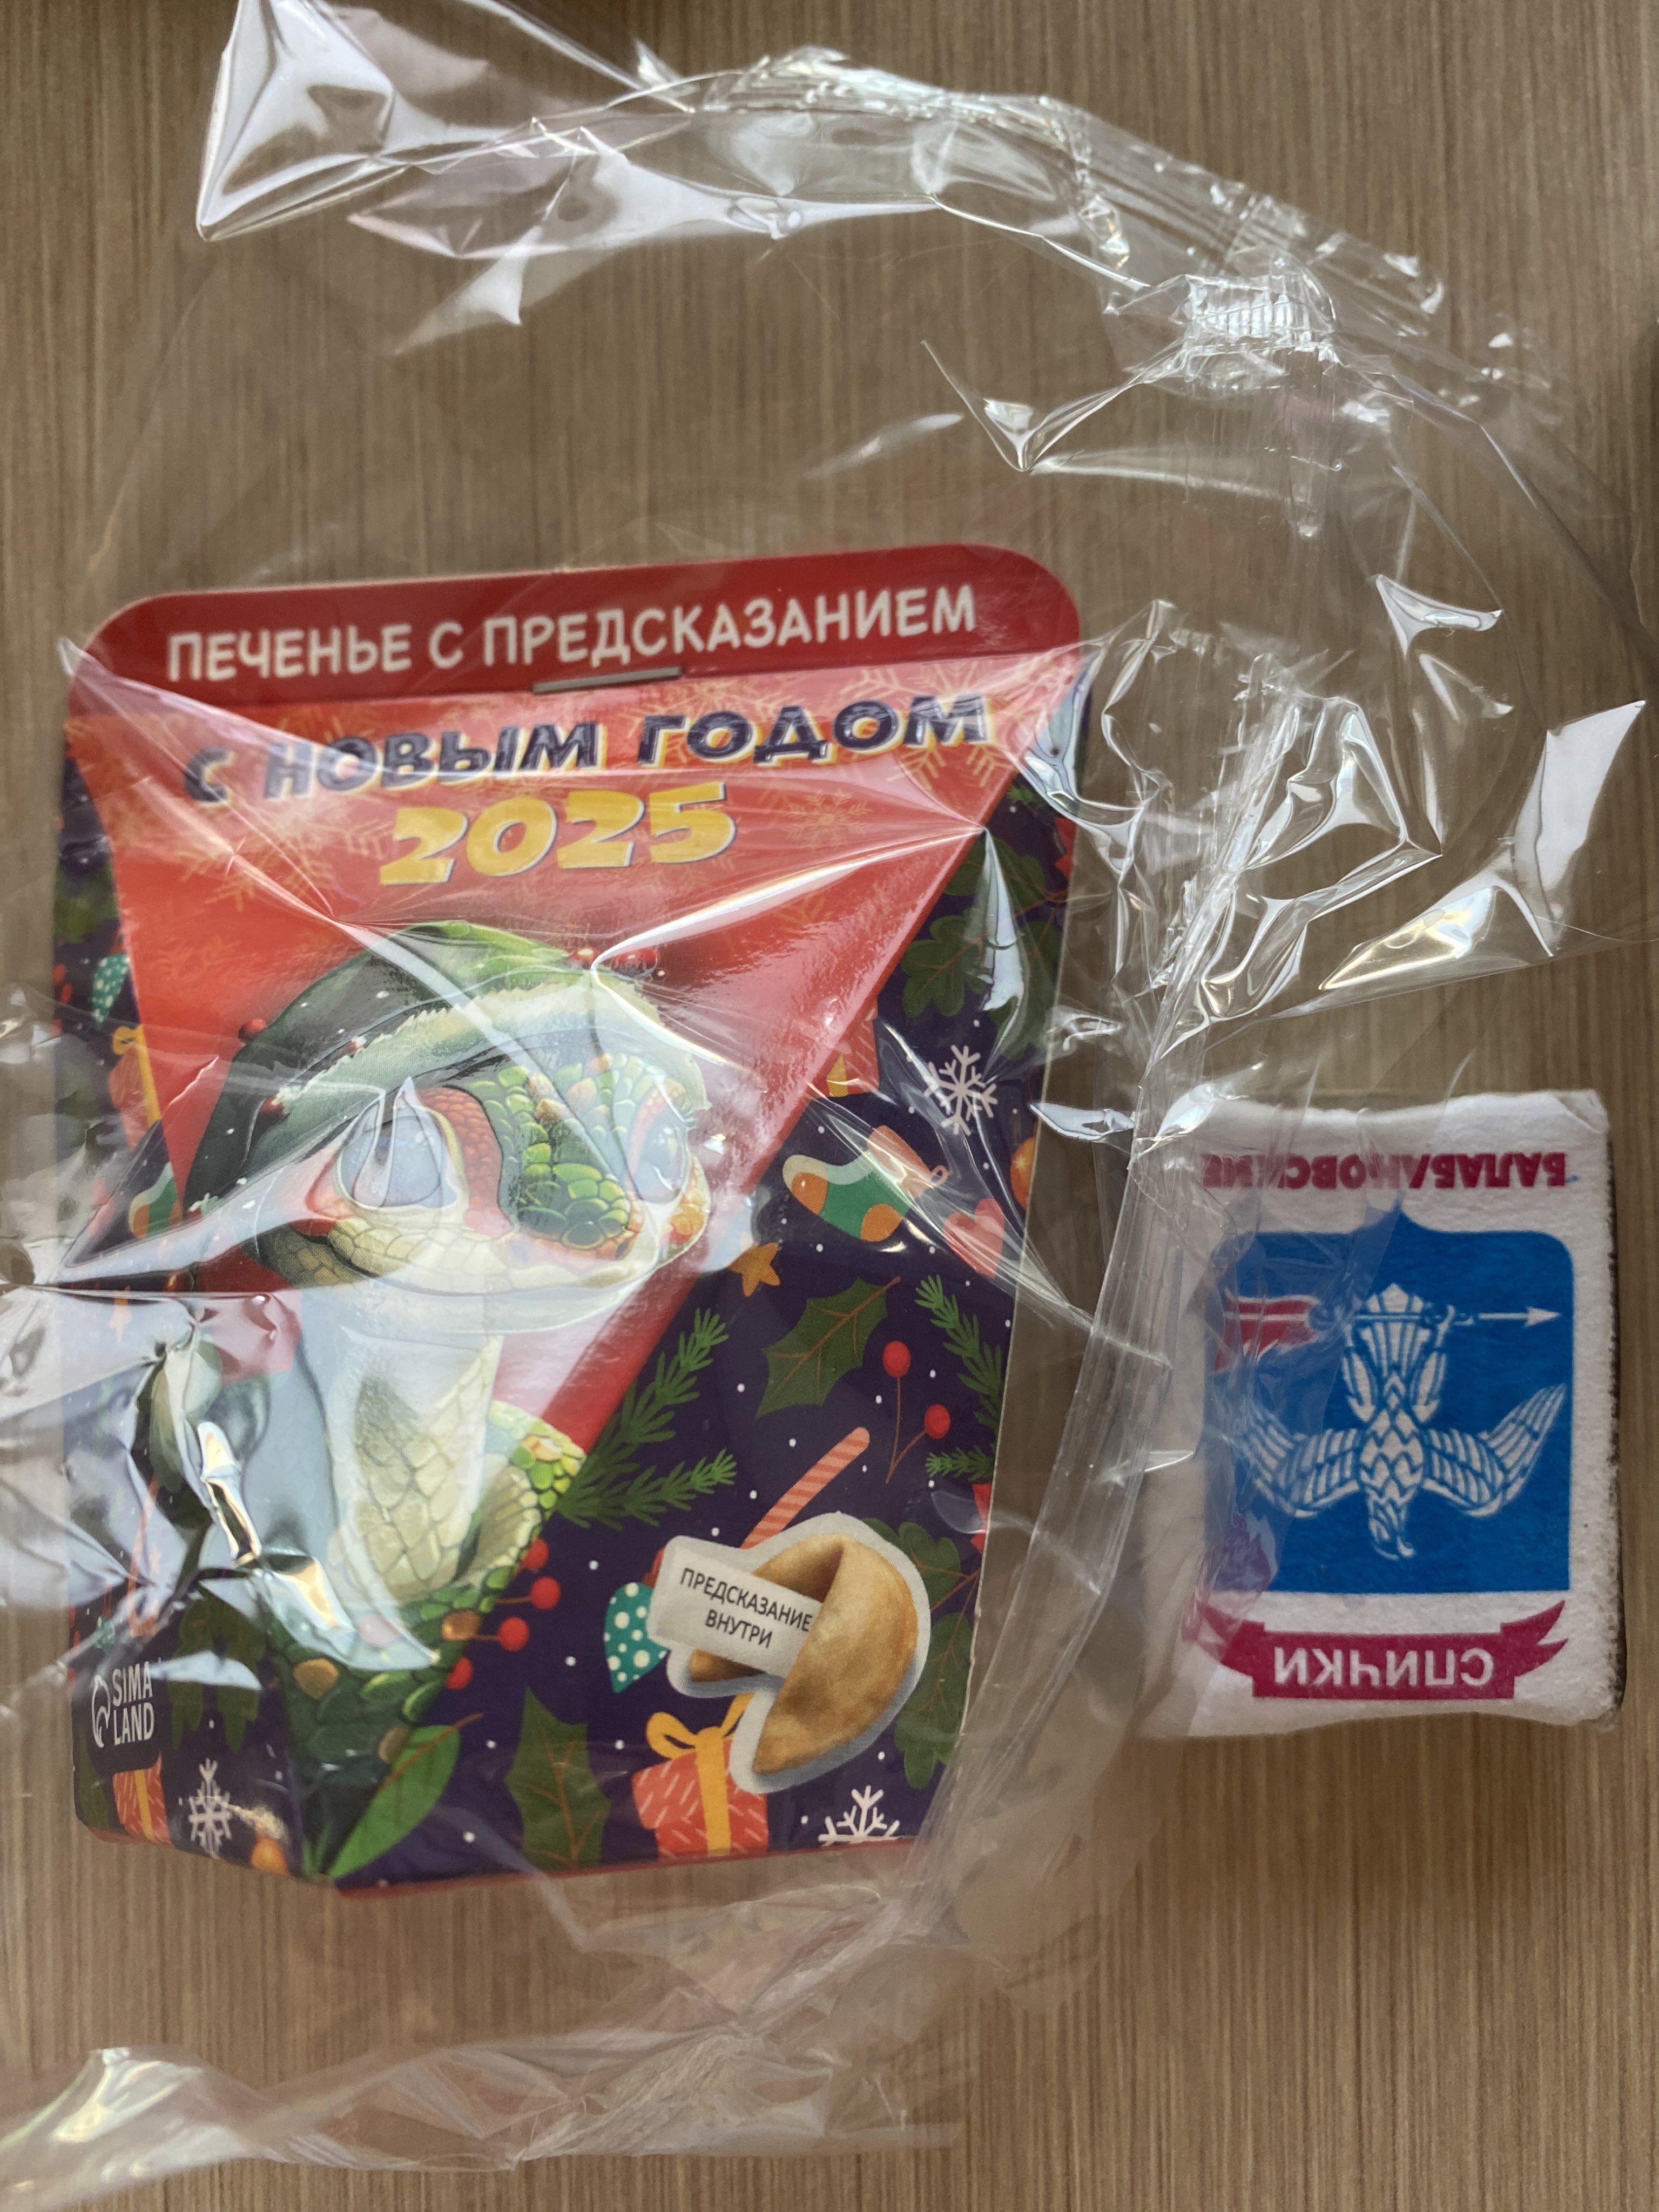 ПЕЧЕНЬЕ С ПРЕДСКАЗАНИЕМ
С НОВЫМ ГОДОМ
2025
ПРЕДСКАЗАНИЕ
ВНУТРИ
SIMA
LAND
БАЛАБАНОВСКИЕ
СПИЧКИ